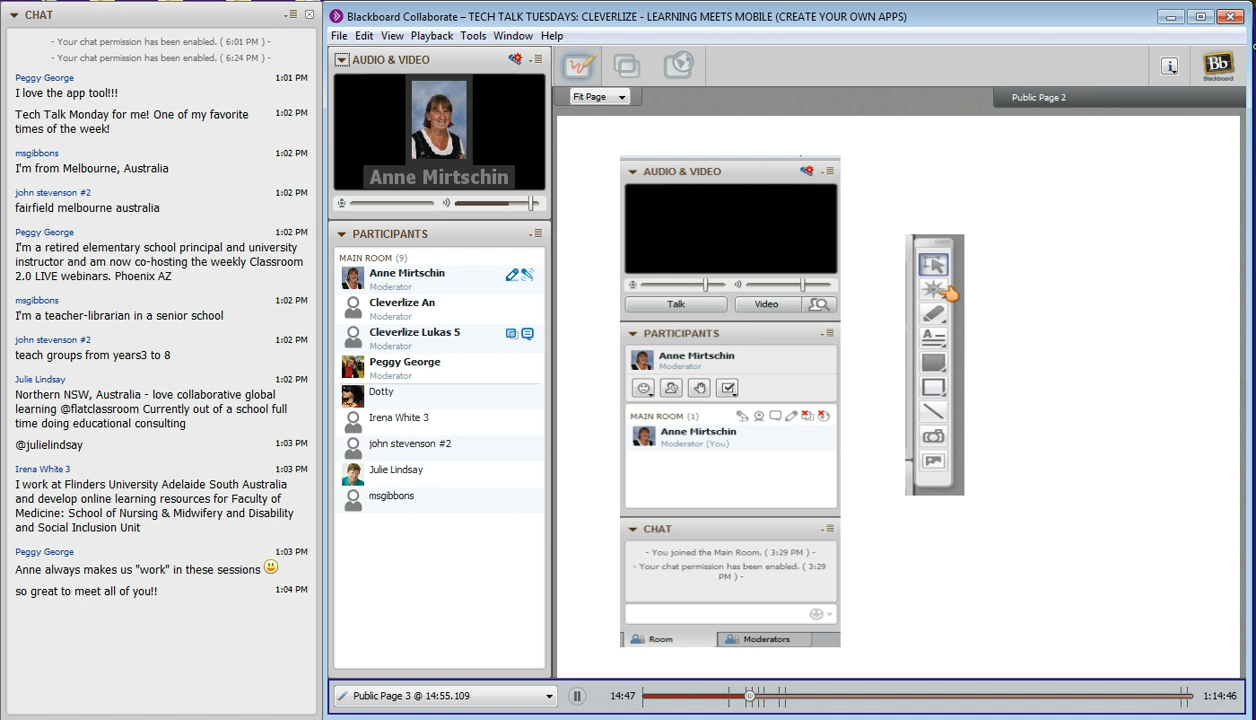 CHAT
- Your chat permission has been enabled. ( 6:01 PM ) -
- Your chat permission has been enabled. ( 6:24 PM ) -
Peggy George 1:01 PM
I love the app tool!!!
Tech Talk Monday for me! One of my favorite 1:02 PM
times of the week!
msgibbons 1:02 PM
I'm from Melbourne, Australia
john stevenson #2 1:02 PM
fairfield melbourne australia
Peggy George 1:02 PM
I'm a retired elementary school principal and university
instructor and am now co-hosting the weekly Classroom
2.0 LIVE webinars. Phoenix AZ
msgibbons 1:02 PM
I'm a teacher-librarian in a senior school
john stevenson #2 1:02 PM
teach groups from years3 to 8
Julie Lindsay 1:02 PM
Northern NSW, Australia - love collaborative global
learning @flatclassroom Currently out of a school full
time doing educational consulting
@julielindsay 1:03 PM
Irena White 3 1:03 PM
I work at Flinders University Adelaide South Australia
and develop online learning resources for Faculty of
Medicine: School of Nursing & Midwifery and Disability
and Social Inclusion Unit
Peggy George 1:03 PM
Anne always makes us "work" in these sessions
so great to meet all of you!! 1:04 PM
Blackboard Collaborate – TECH TALK TUESDAYS: CLEVERLIZE - LEARNING MEETS MOBILE (CREATE YOUR OWN APPS)
File Edit View Playback Tools Window Help
AUDIO & VIDEO
Anne Mirtschin
PARTICIPANTS
MAIN ROOM (9)
Anne Mirtschin
Moderator
Cleverlize An
Moderator
Cleverlize Lukas 5
Moderator
Peggy George
Moderator
Dotty
Irena White 3
john stevenson #2
Julie Lindsay
msgibbons
Bb
Blackboard
Fit Page
Public Page 2
AUDIO & VIDEO
Talk Video
PARTICIPANTS
Anne Mirtschin
Moderator
MAIN ROOM (1)
Anne Mirtschin
Moderator (You)
CHAT
- You joined the Main Room. ( 3:29 PM ) -
- Your chat permission has been enabled. ( 3:29
PM ) -
Room Moderators
Public Page 3 @ 14:55.109
14:47
1:14:46